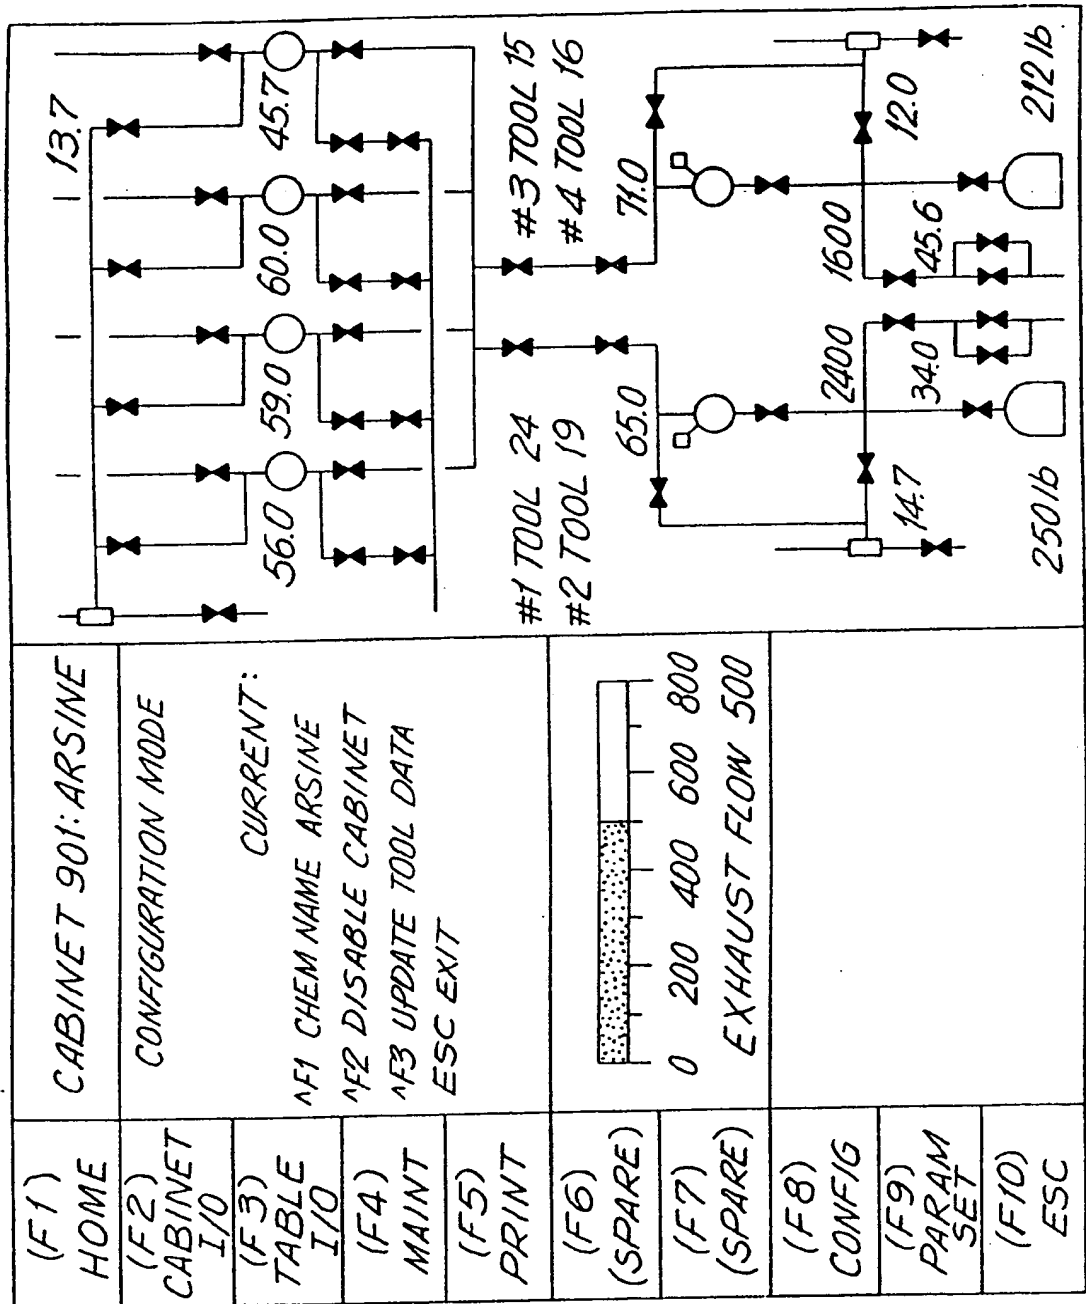 (F1)
HOME
(F2)
CABINET
I/O
(F3)
TABLE
I/O
(F4)
MAINT
(F5)
PRINT
(F6)
(SPARE)
(F7)
(SPARE)
(F8)
CONFIG
(F9)
PARAM
SET
(F10)
ESC
CABINET 901: ARSINE
CONFIGURATION MODE
CURRENT:
^F1 CHEM NAME ARSINE
^F2 DISABLE CABINET
^F3 UPDATE TOOL DATA
ESC EXIT
0 200 400 600 800
EXHAUST FLOW 500
13.7
56.0 59.0 60.0 45.7
#1 TOOL 24
#2 TOOL 19
#3 TOOL 15
#4 TOOL 16
65.0 71.0
2400 1600
14.7 34.0 45.6 12.0
250 lb 212 lb